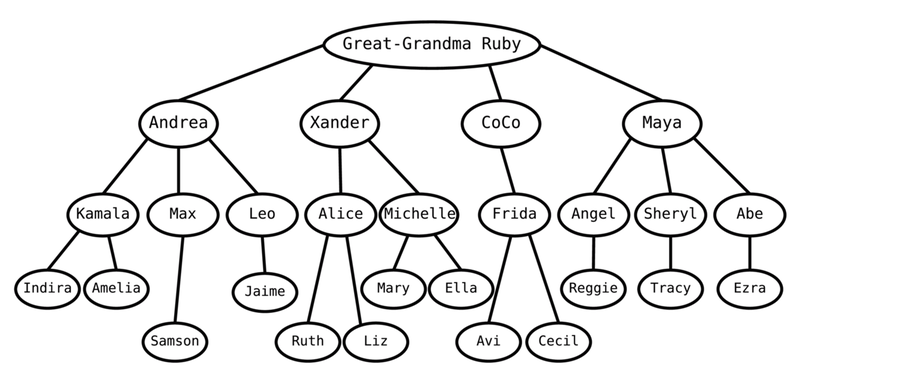 Great-Grandma Ruby
Andrea
Xander
CoCo
Maya
Kamala
Max
Leo
Alice
Michelle
Frida
Angel
Sheryl
Abe
Indira
Amelia
Jaime
Mary
Ella
Reggie
Tracy
Ezra
Samson
Ruth
Liz
Avi
Cecil